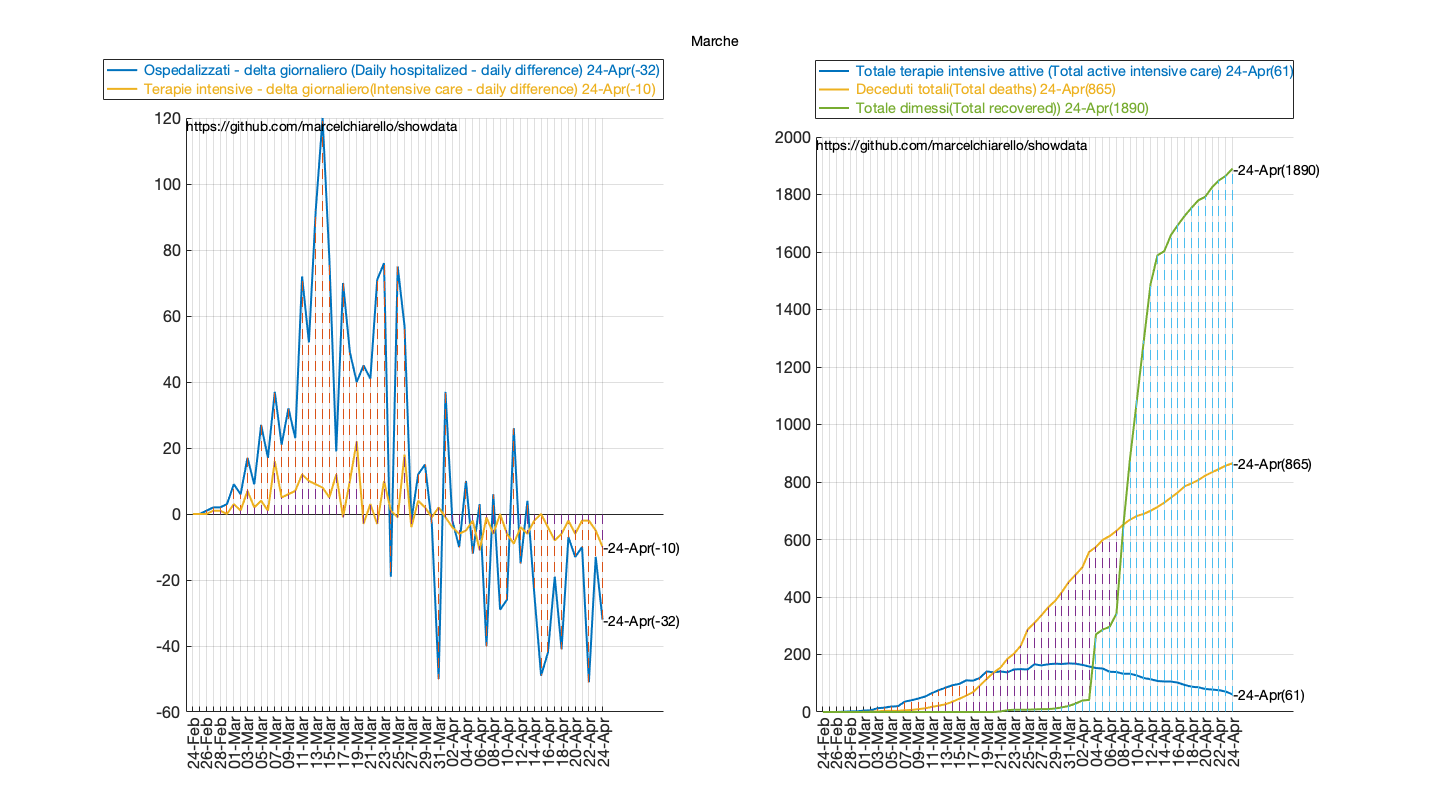 Marche
Ospedalizzati - delta giornaliero (Daily hospitalized - daily difference) 24-Apr(-32)
Terapie intensive - delta giornaliero(Intensive care - daily difference) 24-Apr(-10)
https://github.com/marcelchiarello/showdata
120
100
80
60
40
20
0
-20
-40
-60
-24-Apr(-10)
-24-Apr(-32)
24-Feb
26-Feb
28-Feb
01-Mar
03-Mar
05-Mar
07-Mar
09-Mar
11-Mar
13-Mar
15-Mar
17-Mar
19-Mar
21-Mar
23-Mar
25-Mar
27-Mar
29-Mar
31-Mar
02-Apr
04-Apr
06-Apr
08-Apr
10-Apr
12-Apr
14-Apr
16-Apr
18-Apr
20-Apr
22-Apr
24-Apr
Totale terapie intensive attive (Total active intensive care) 24-Apr(61)
Deceduti totali(Total deaths) 24-Apr(865)
Totale dimessi(Total recovered)) 24-Apr(1890)
https://github.com/marcelchiarello/showdata
2000
1800
1600
1400
1200
1000
800
600
400
200
0
-24-Apr(1890)
-24-Apr(865)
-24-Apr(61)
24-Feb
26-Feb
28-Feb
01-Mar
03-Mar
05-Mar
07-Mar
09-Mar
11-Mar
13-Mar
15-Mar
17-Mar
19-Mar
21-Mar
23-Mar
25-Mar
27-Mar
29-Mar
31-Mar
02-Apr
04-Apr
06-Apr
08-Apr
10-Apr
12-Apr
14-Apr
16-Apr
18-Apr
20-Apr
22-Apr
24-Apr